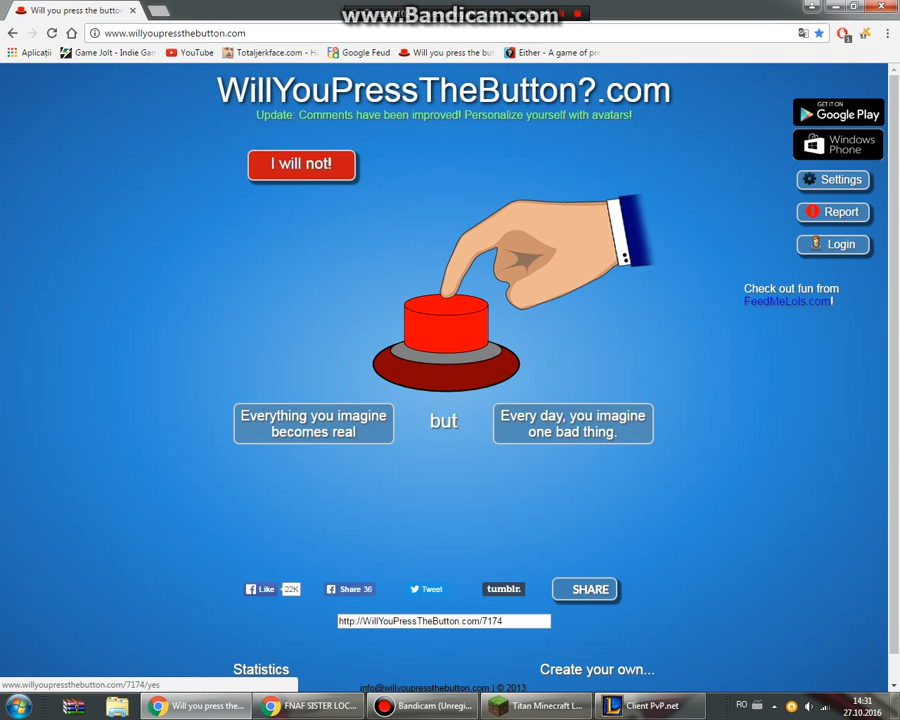 www.Bandicam.com
Will you press the button
www.willyoupressthebutton.com
Aplicații
Game Jolt - Indie Gam
YouTube
Totaljerkface.com - H
Google Feud
Will you press the but
Either - A game of pre
WillYouPressTheButton?.com
Update: Comments have been improved! Personalize yourself with avatars!
I will not!
GET IT ON
Google Play
Windows
Phone
Settings
Report
Login
Check out fun from
FeedMeLols.com!
Everything you imagine
becomes real
but
Every day, you imagine
one bad thing.
Like
22K
Share 36
Tweet
tumblr.
SHARE
http://WillYouPressTheButton.com/7174
Statistics
Create your own...
www.willyoupressthebutton.com/7174/yes
info@willyoupressthebutton.com | © 2013
Will you press the...
FNAF SISTER LOC...
Bandicam (Unregi...
Titan Minecraft L...
Client PvP.net
RO
14:31
27.10.2016